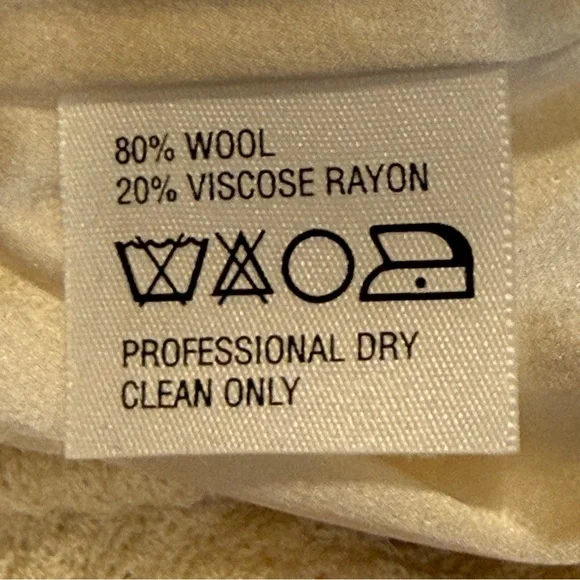 80% WOOL
20% VISCOSE RAYON
PROFESSIONAL DRY
CLEAN ONLY